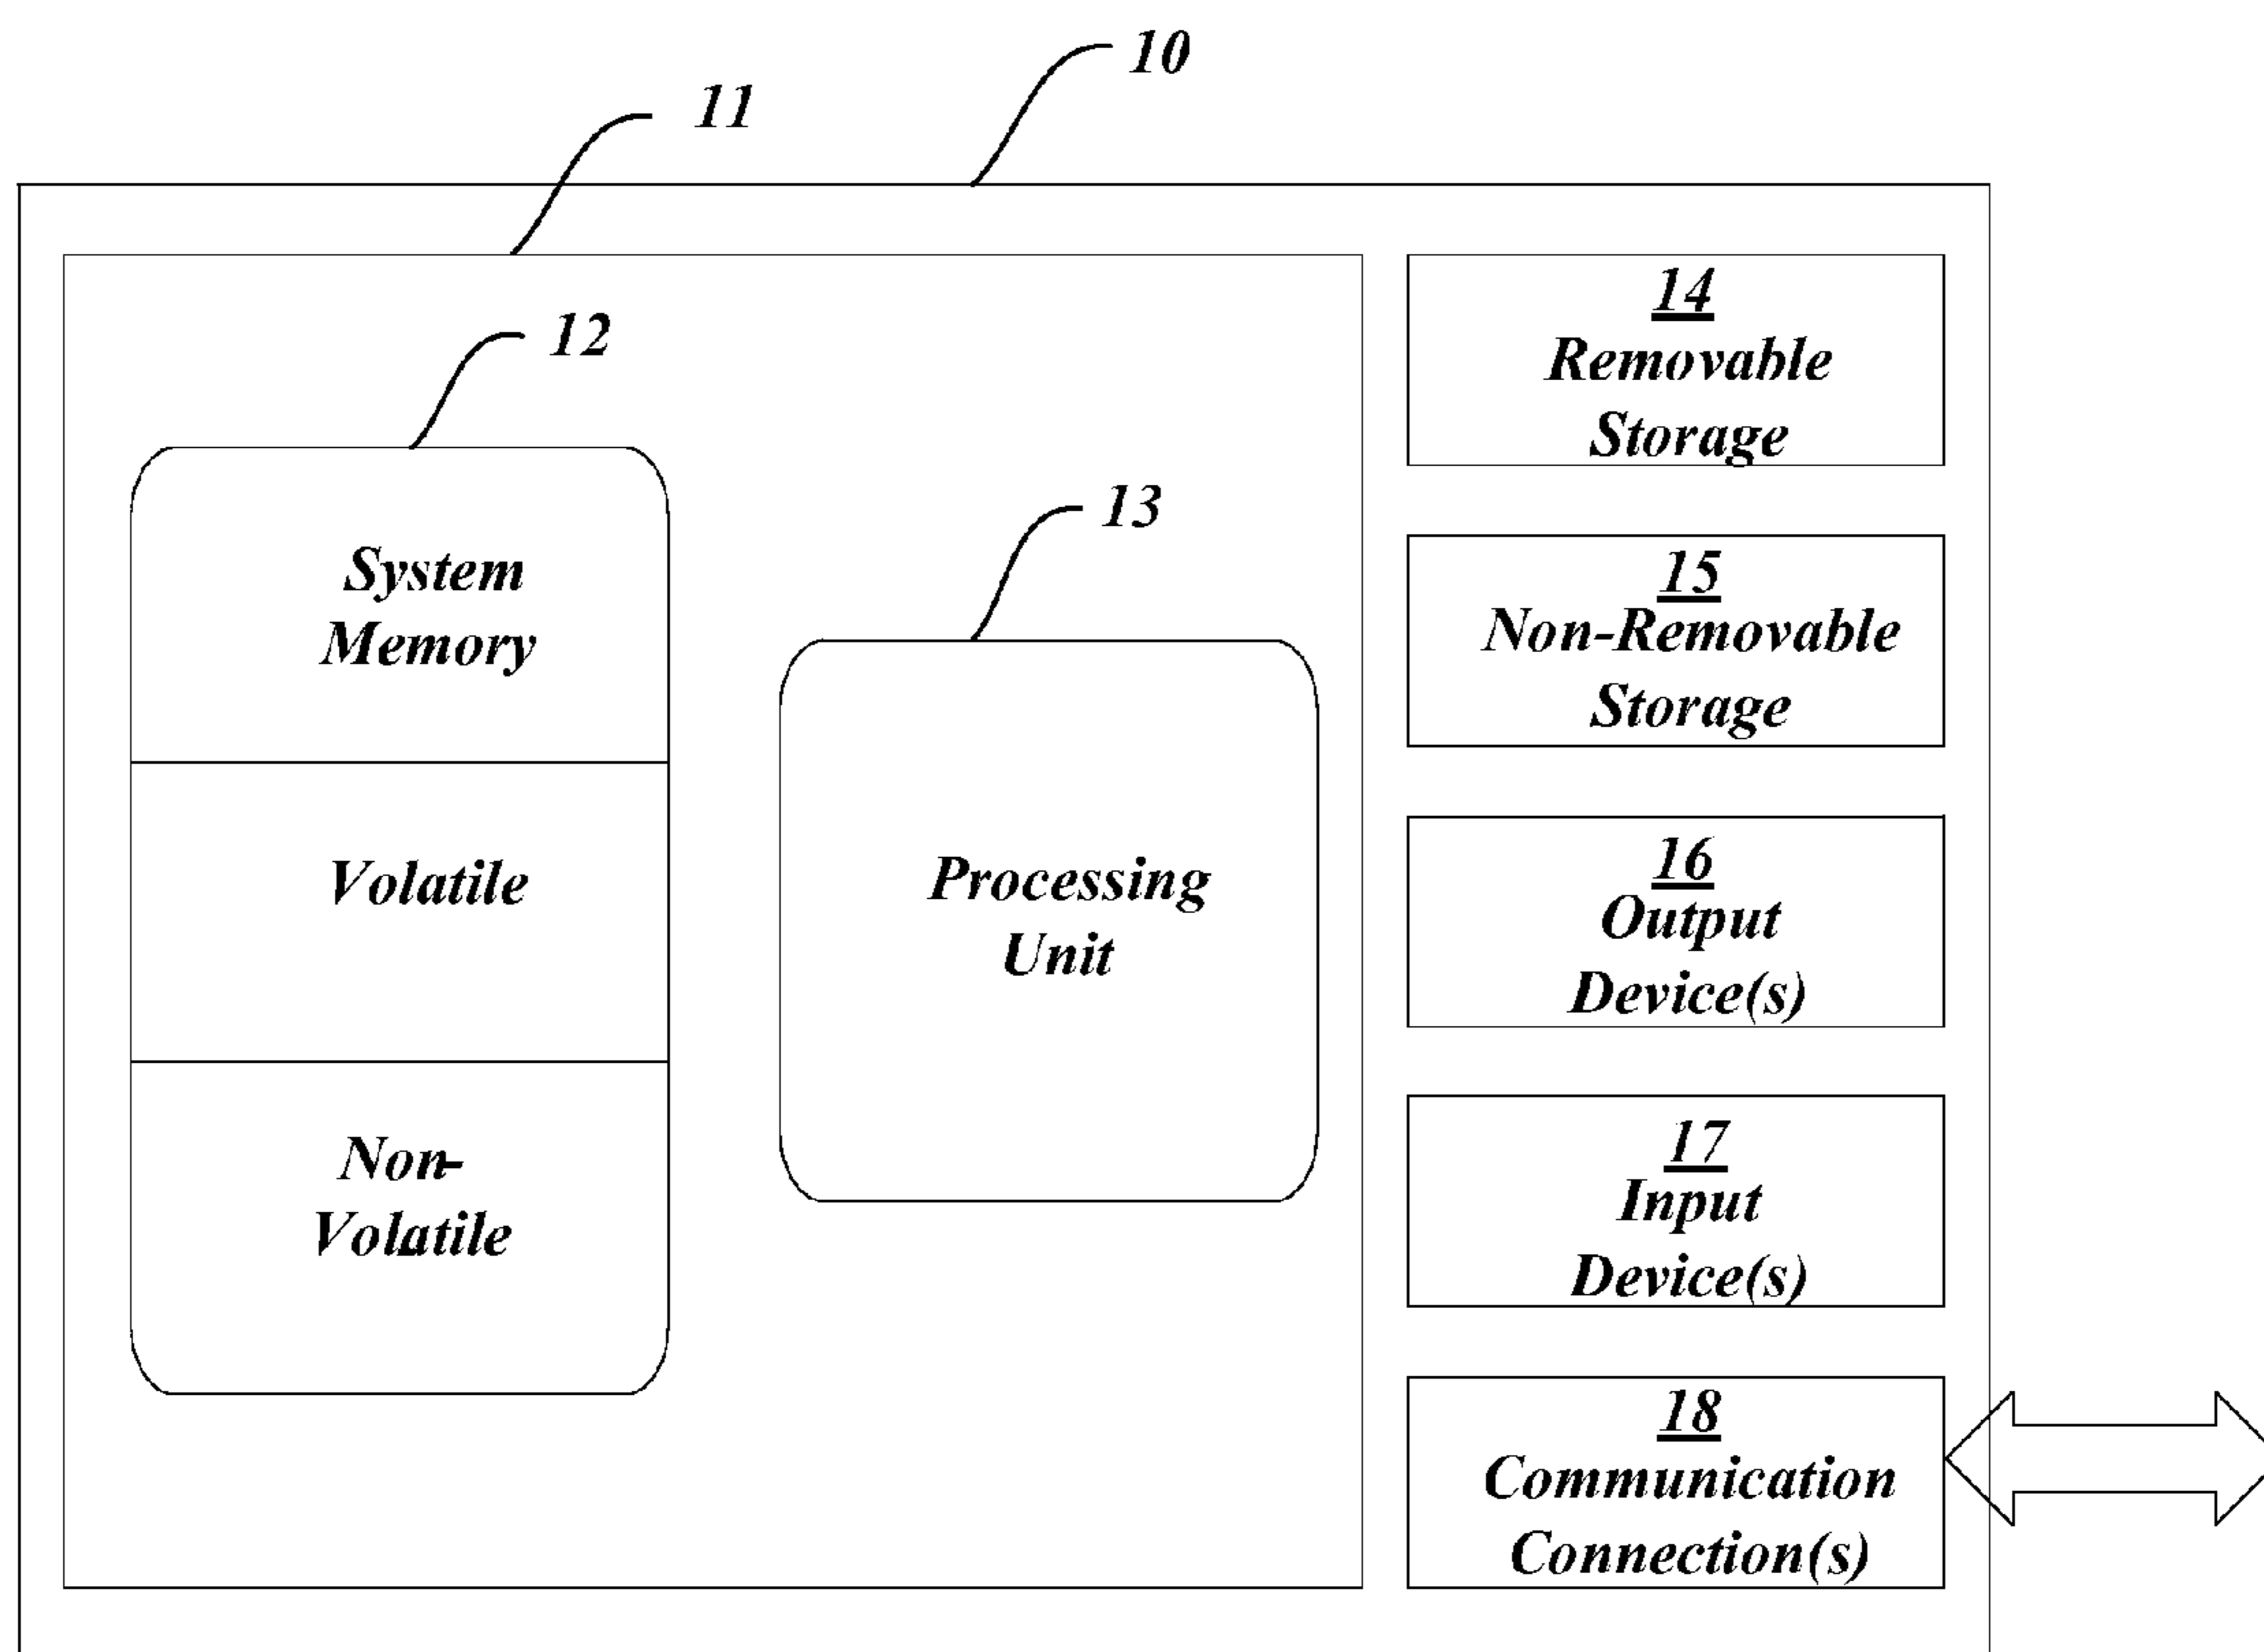 10
11
12
System
Memory
Volatile
Non-
Volatile
13
Processing
Unit
14
Removable
Storage
15
Non-Removable
Storage
16
Output
Device(s)
17
Input
Device(s)
18
Communication
Connection(s)